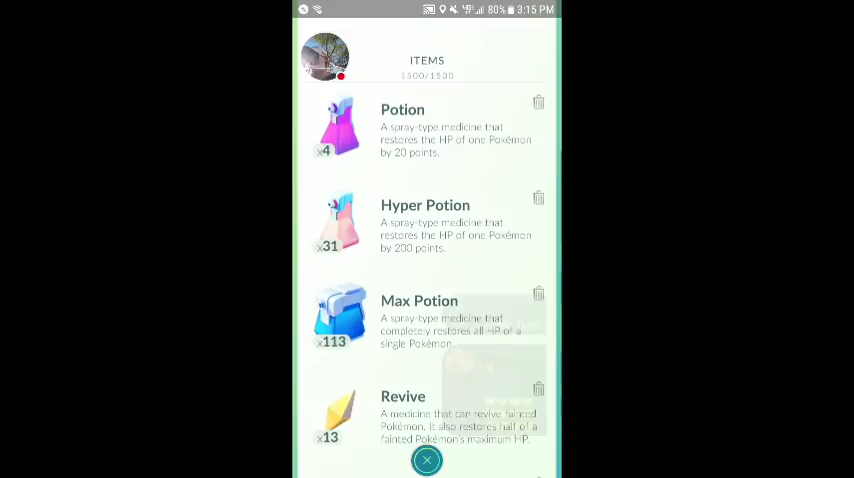 80% 3:15 PM
ITEMS
1500/1500
Potion
A spray-type medicine that
restores the HP of one Pokémon
by 20 points.
x4
Hyper Potion
A spray-type medicine that
restores the HP of one Pokémon
by 200 points.
x31
Max Potion
A spray-type medicine that
completely restores all HP of a
single Pokémon.
x113
Revive
A medicine that can revive fainted
Pokémon. It also restores half of a
fainted Pokémon's maximum HP.
x13